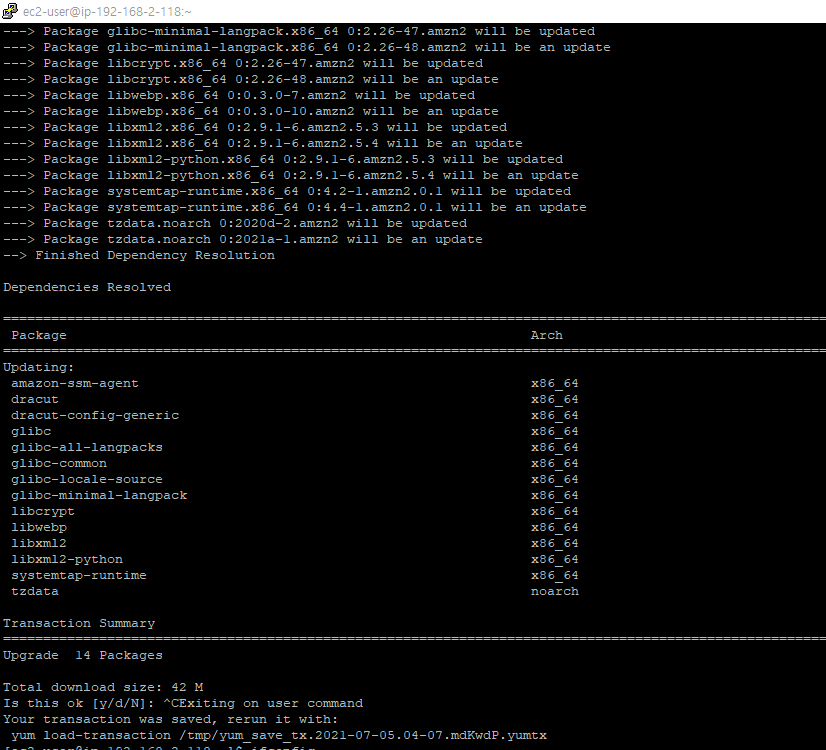 ec2-user@ip-192-168-2-118:~
---> Package glibc-minimal-langpack.x86_64 0:2.26-47.amzn2 will be updated
---> Package glibc-minimal-langpack.x86_64 0:2.26-48.amzn2 will be an update
---> Package libcrypt.x86_64 0:2.26-47.amzn2 will be updated
---> Package libcrypt.x86_64 0:2.26-48.amzn2 will be an update
---> Package libwebp.x86_64 0:0.3.0-7.amzn2 will be updated
---> Package libwebp.x86_64 0:0.3.0-10.amzn2 will be an update
---> Package libxml2.x86_64 0:2.9.1-6.amzn2.5.3 will be updated
---> Package libxml2.x86_64 0:2.9.1-6.amzn2.5.4 will be an update
---> Package libxml2-python.x86_64 0:2.9.1-6.amzn2.5.3 will be updated
---> Package libxml2-python.x86_64 0:2.9.1-6.amzn2.5.4 will be an update
---> Package systemtap-runtime.x86_64 0:4.2-1.amzn2.0.1 will be updated
---> Package systemtap-runtime.x86_64 0:4.4-1.amzn2.0.1 will be an update
---> Package tzdata.noarch 0:2020d-2.amzn2 will be updated
---> Package tzdata.noarch 0:2021a-1.amzn2 will be an update
--> Finished Dependency Resolution
Dependencies Resolved
Package Arch
Updating:
amazon-ssm-agent x86_64
dracut x86_64
dracut-config-generic x86_64
glibc x86_64
glibc-all-langpacks x86_64
glibc-common x86_64
glibc-locale-source x86_64
glibc-minimal-langpack x86_64
libcrypt x86_64
libwebp x86_64
libxml2 x86_64
libxml2-python x86_64
systemtap-runtime x86_64
tzdata noarch
Transaction Summary
Upgrade 14 Packages
Total download size: 42 M
Is this ok [y/d/N]: ^CExiting on user command
Your transaction was saved, rerun it with:
yum load-transaction /tmp/yum_save_tx.2021-07-05.04-07.mdKwdP.yumtx